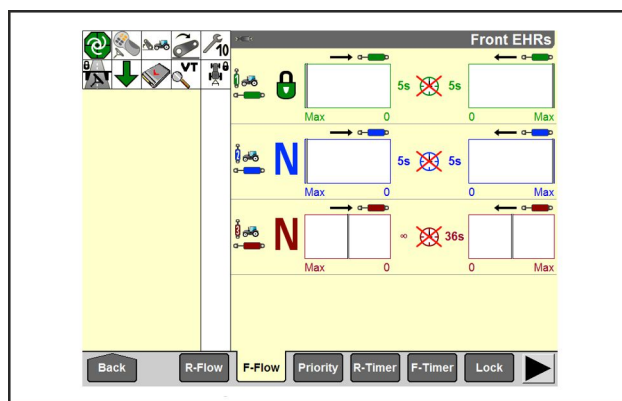 Front EHRs
10
VT
L
5s 5s
Max 0 0 Max
N
5s 5s
Max 0 0 Max
N
∞ 36s
Max 0 0 Max
Back R-Flow F-Flow Priority R-Timer F-Timer Lock